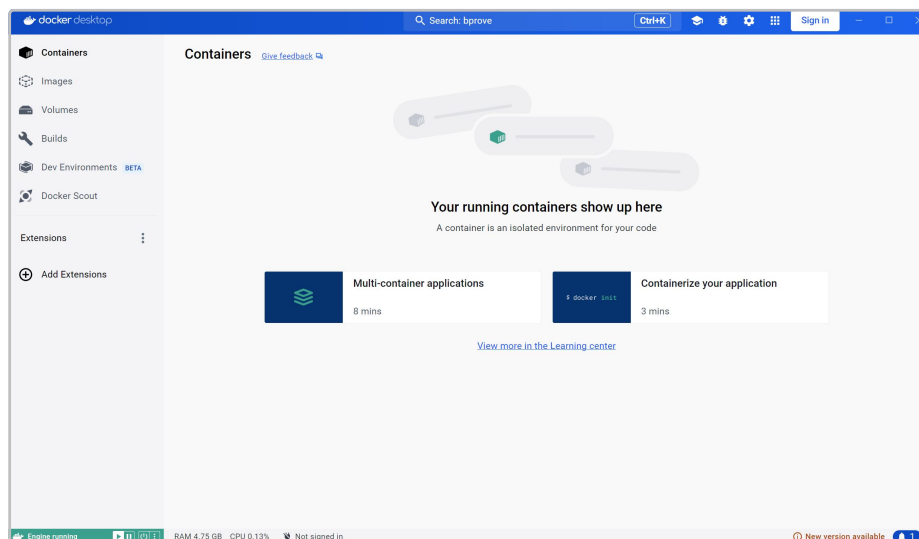 docker desktop
Search: bprove
Ctrl+K
Sign in
Containers
Images
Volumes
Builds
Dev Environments BETA
Docker Scout
Extensions
Add Extensions
Containers Give feedback
Your running containers show up here
A container is an isolated environment for your code
Multi-container applications
8 mins
$ docker init
Containerize your application
3 mins
View more in the Learning center
Engine running
RAM 4.75 GB CPU 0.13% Not signed in
New version available
1